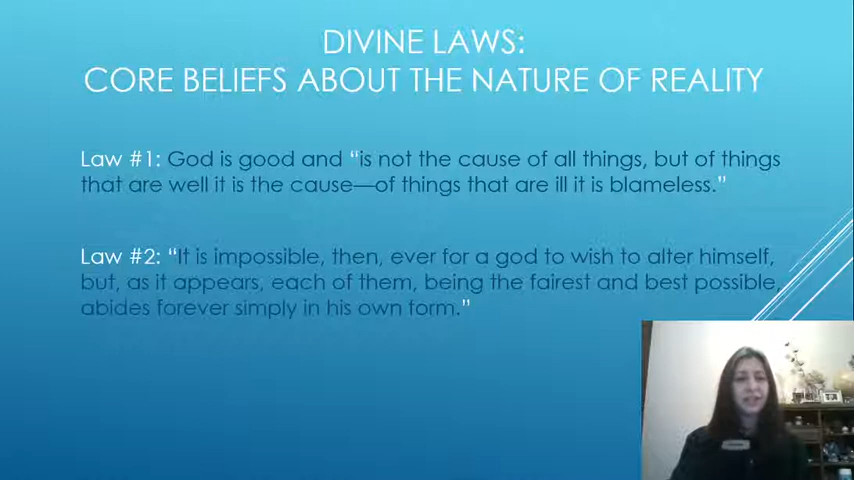 DIVINE LAWS:
CORE BELIEFS ABOUT THE NATURE OF REALITY
Law #1: God is good and “is not the cause of all things, but of things
that are well it is the cause—of things that are ill it is blameless.”
Law #2: “It is impossible, then, ever for a god to wish to alter himself,
but, as it appears, each of them, being the fairest and best possible,
abides forever simply in his own form.”